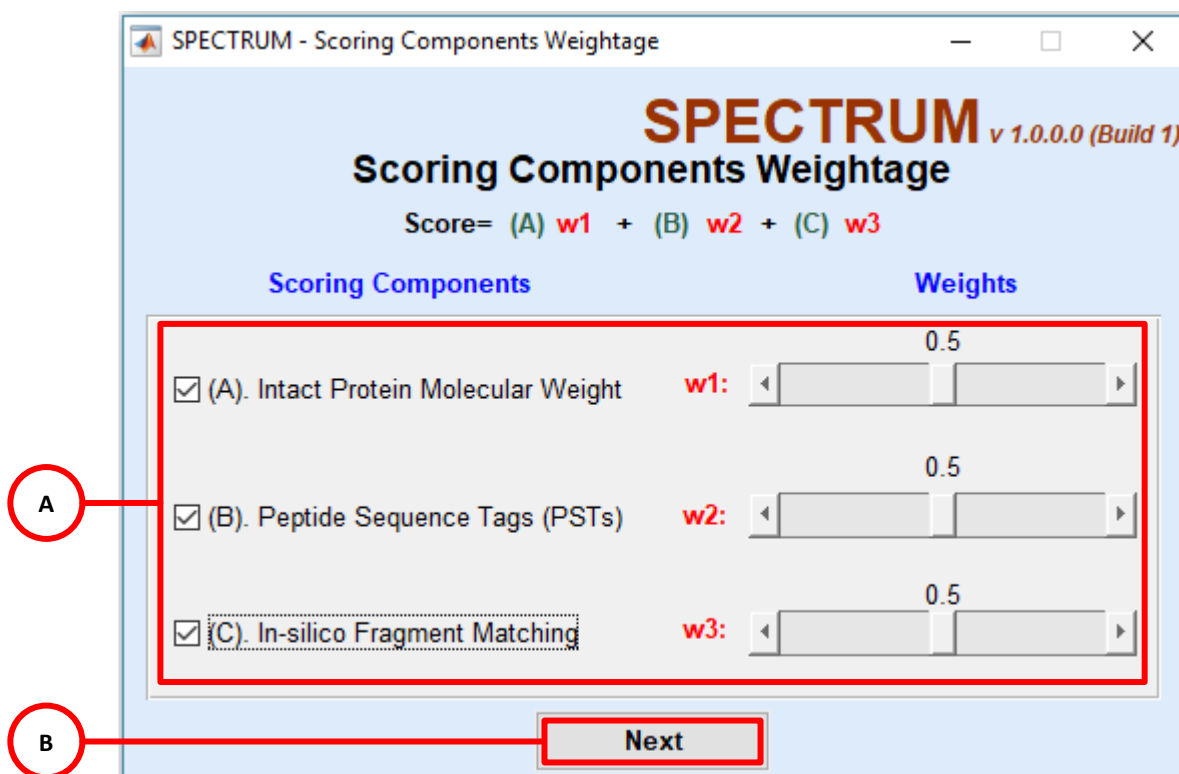 SPECTRUM - Scoring Components Weightage
SPECTRUM v 1.0.0.0 (Build 1)
Scoring Components Weightage
Score= (A) w1 + (B) w2 + (C) w3
Scoring Components Weights
0.5
(A). Intact Protein Molecular Weight w1:
0.5
A (B). Peptide Sequence Tags (PSTs) w2:
0.5
(C). In-silico Fragment Matching w3:
B Next